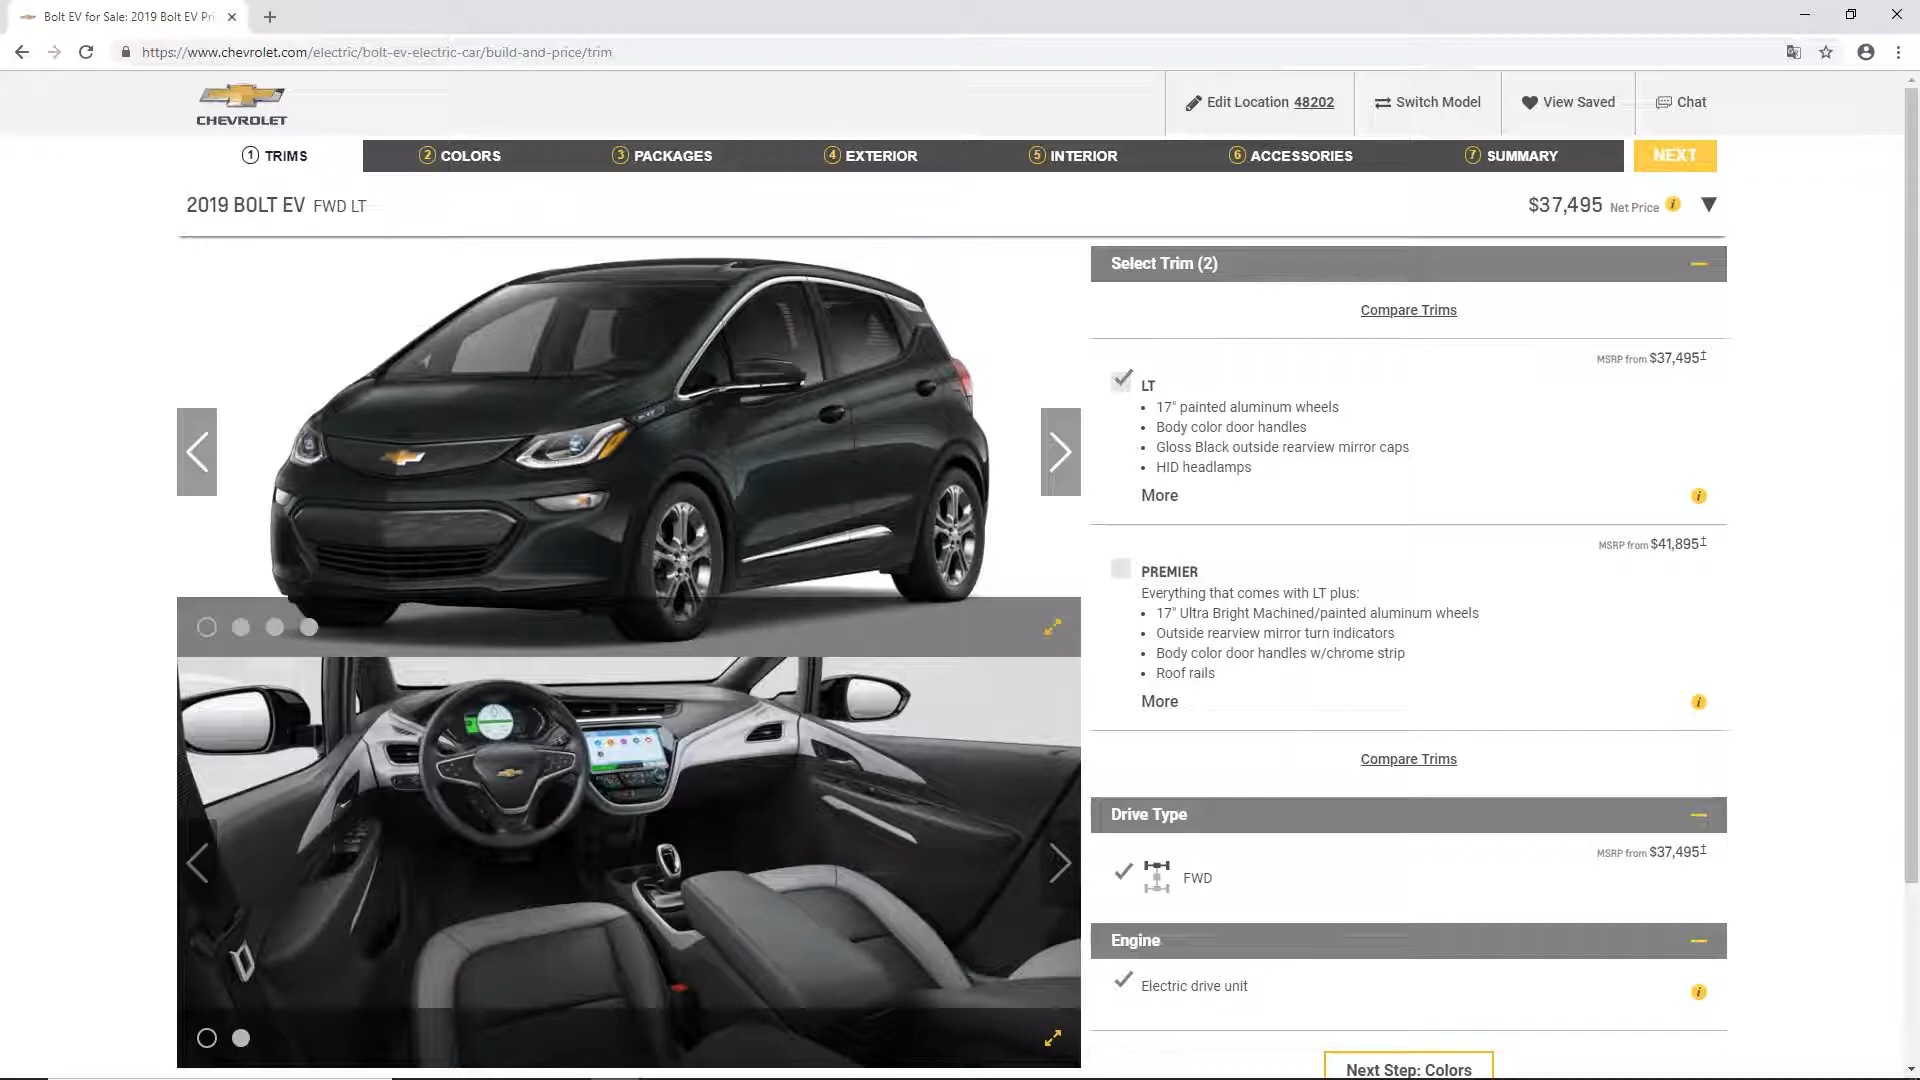 Bolt EV for Sale: 2019 Bolt EV Pri
https://www.chevrolet.com/electric/bolt-ev-electric-car/build-and-price/trim
CHEVROLET
Edit Location 48202
Switch Model
View Saved
Chat
1 TRIMS
2 COLORS
3 PACKAGES
4 EXTERIOR
5 INTERIOR
6 ACCESSORIES
7 SUMMARY
NEXT
2019 BOLT EV FWD LT
$37,495 Net Price i
Select Trim (2)
Compare Trims
MSRP from $37,495‡
LT
• 17" painted aluminum wheels
• Body color door handles
• Gloss Black outside rearview mirror caps
• HID headlamps
More
i
MSRP from $41,895‡
PREMIER
Everything that comes with LT plus:
• 17" Ultra Bright Machined/painted aluminum wheels
• Outside rearview mirror turn indicators
• Body color door handles w/chrome strip
• Roof rails
More
i
Compare Trims
Drive Type
MSRP from $37,495‡
FWD
Engine
Electric drive unit
i
Next Step: Colors